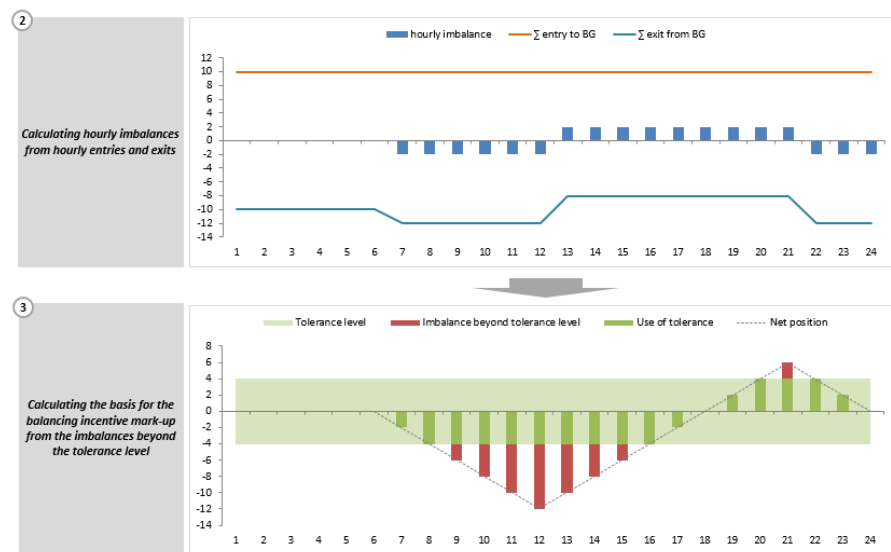 2
Calculating hourly imbalances
from hourly entries and exits
hourly imbalance ∑ entry to BG ∑ exit from BG
12
10
8
6
4
2
0
-2
-4
-6
-8
-10
-12
-14
1 2 3 4 5 6 7 8 9 10 11 12 13 14 15 16 17 18 19 20 21 22 23 24
3
Calculating the basis for the
balancing incentive mark-up
from the imbalances beyond
the tolerance level
Tolerance level Imbalance beyond tolerance level Use of tolerance Net position
8
6
4
2
0
-2
-4
-6
-8
-10
-12
-14
1 2 3 4 5 6 7 8 9 10 11 12 13 14 15 16 17 18 19 20 21 22 23 24